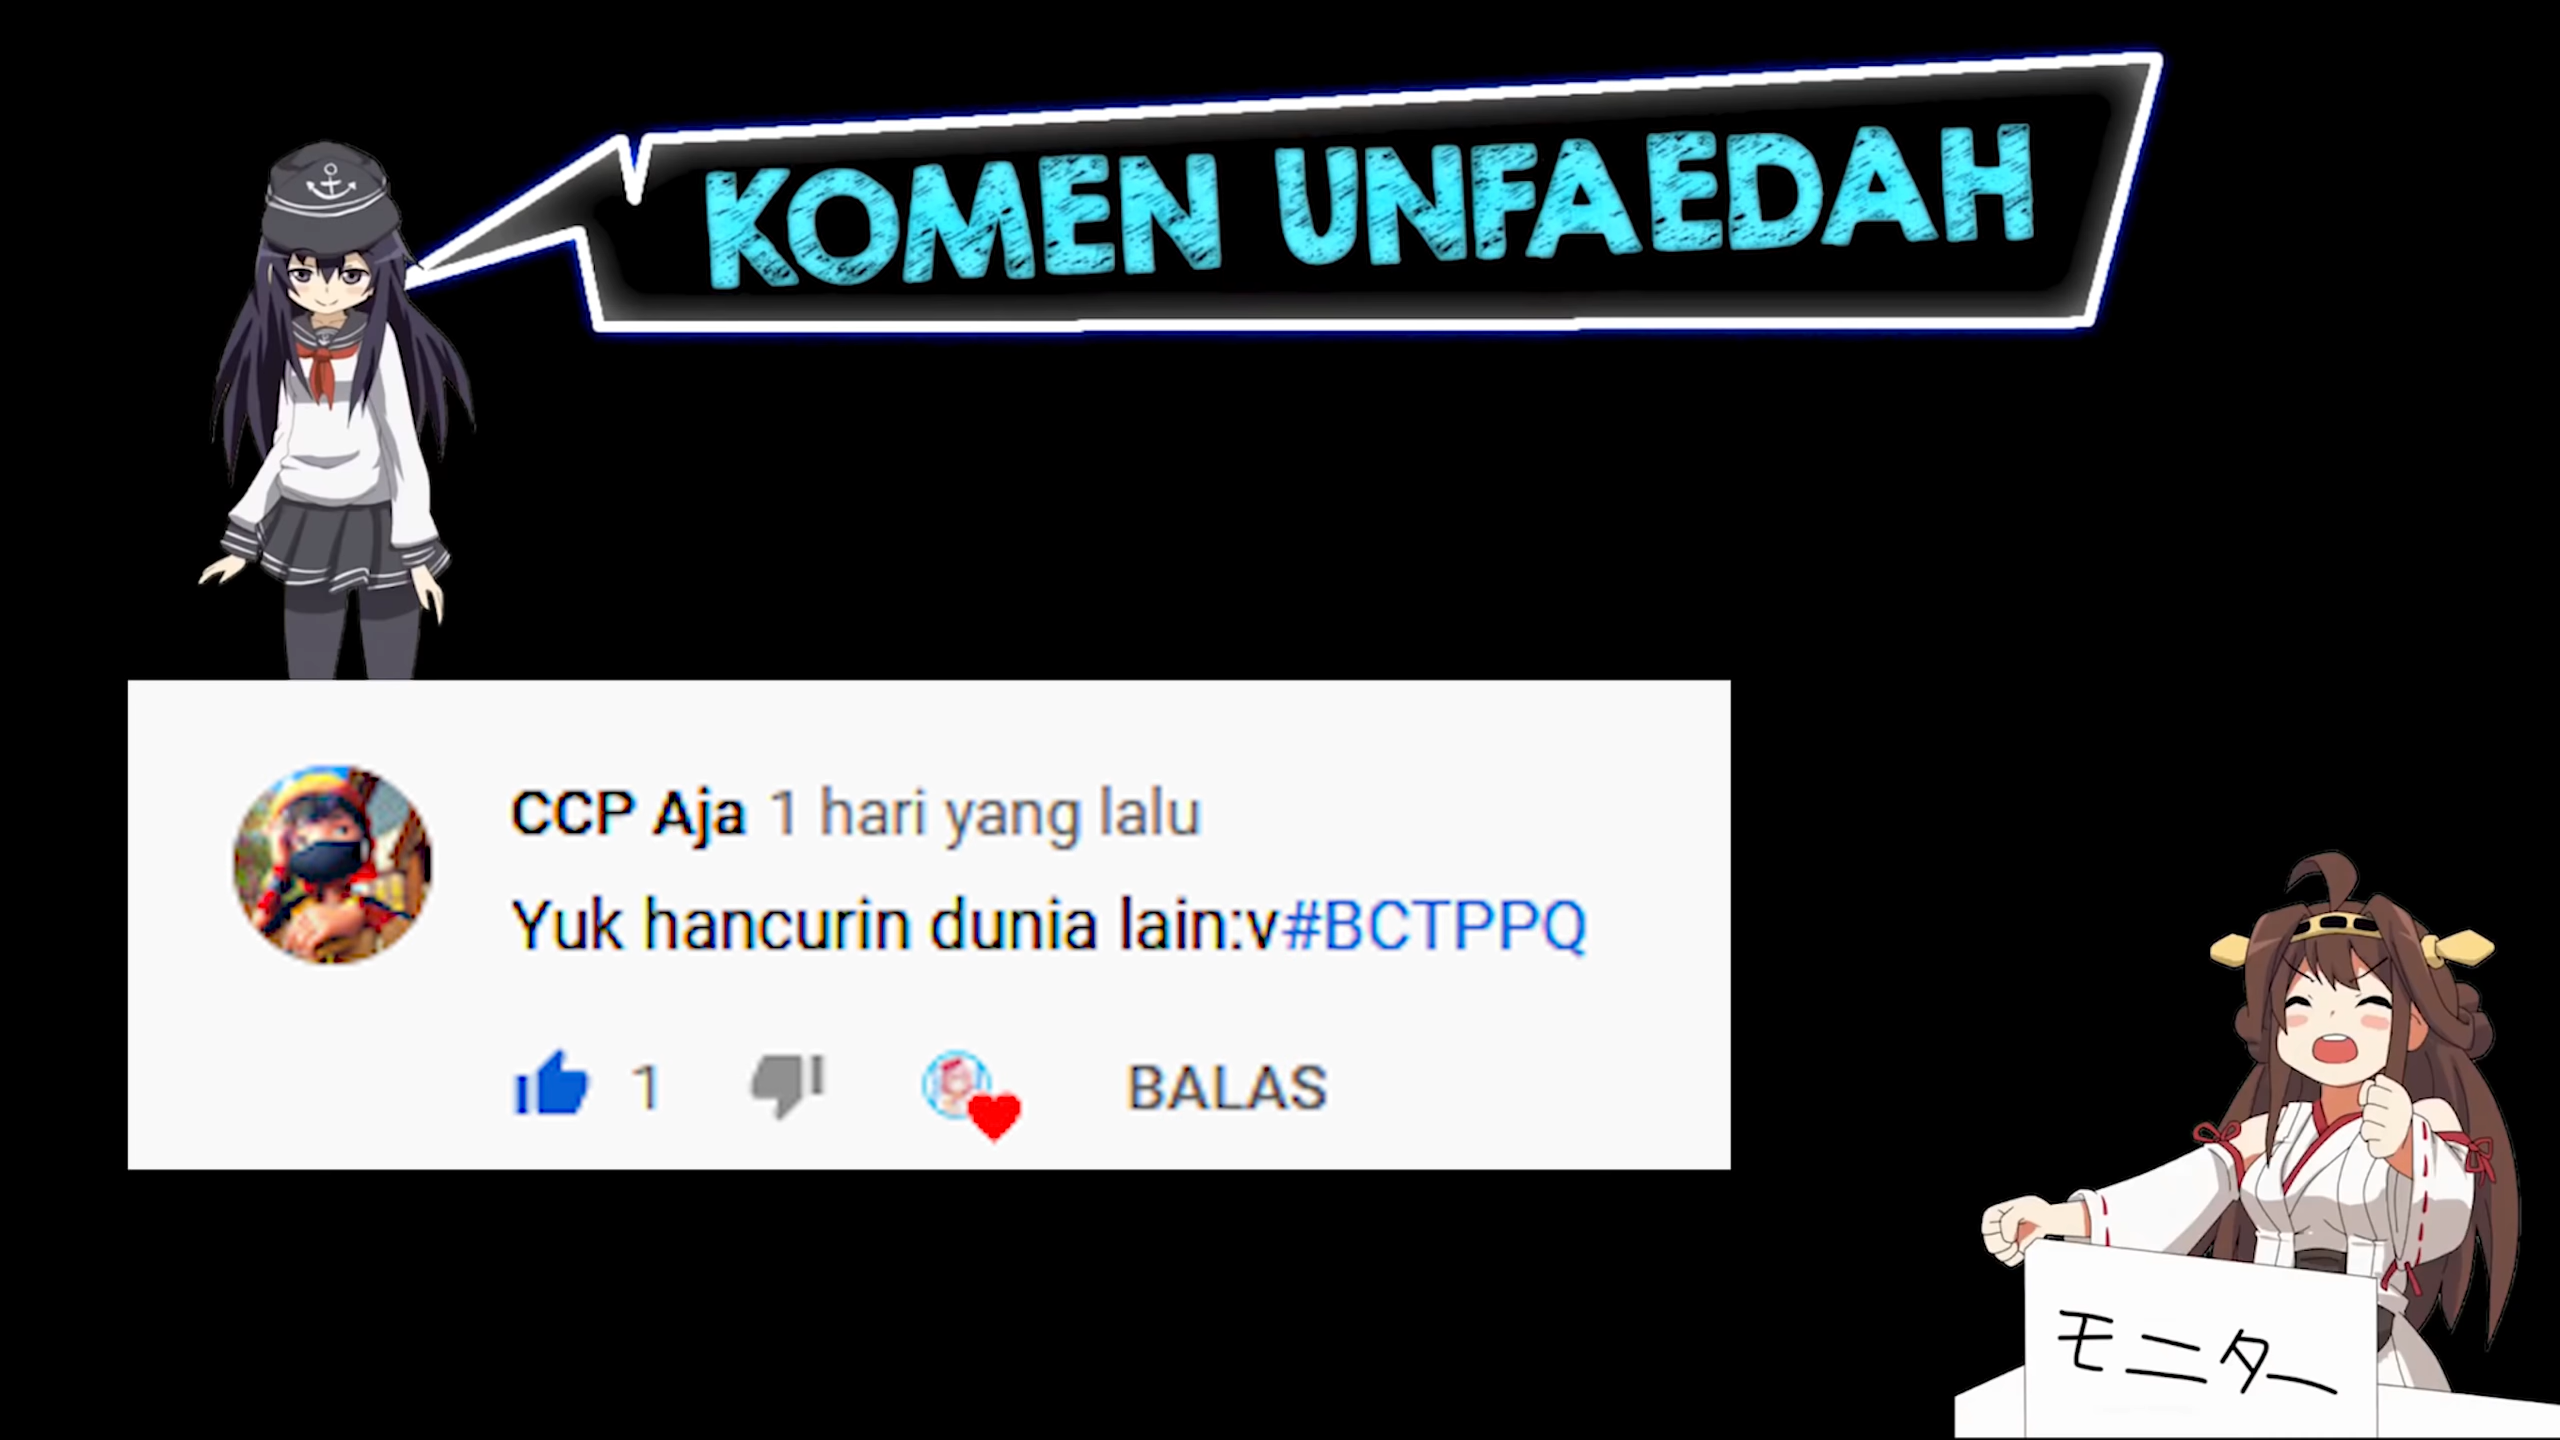 KOMEN UNFAEDAH
CCP Aja 1 hari yang lalu
Yuk hancurin dunia lain:v#BCTPPQ
1 BALAS
モニター